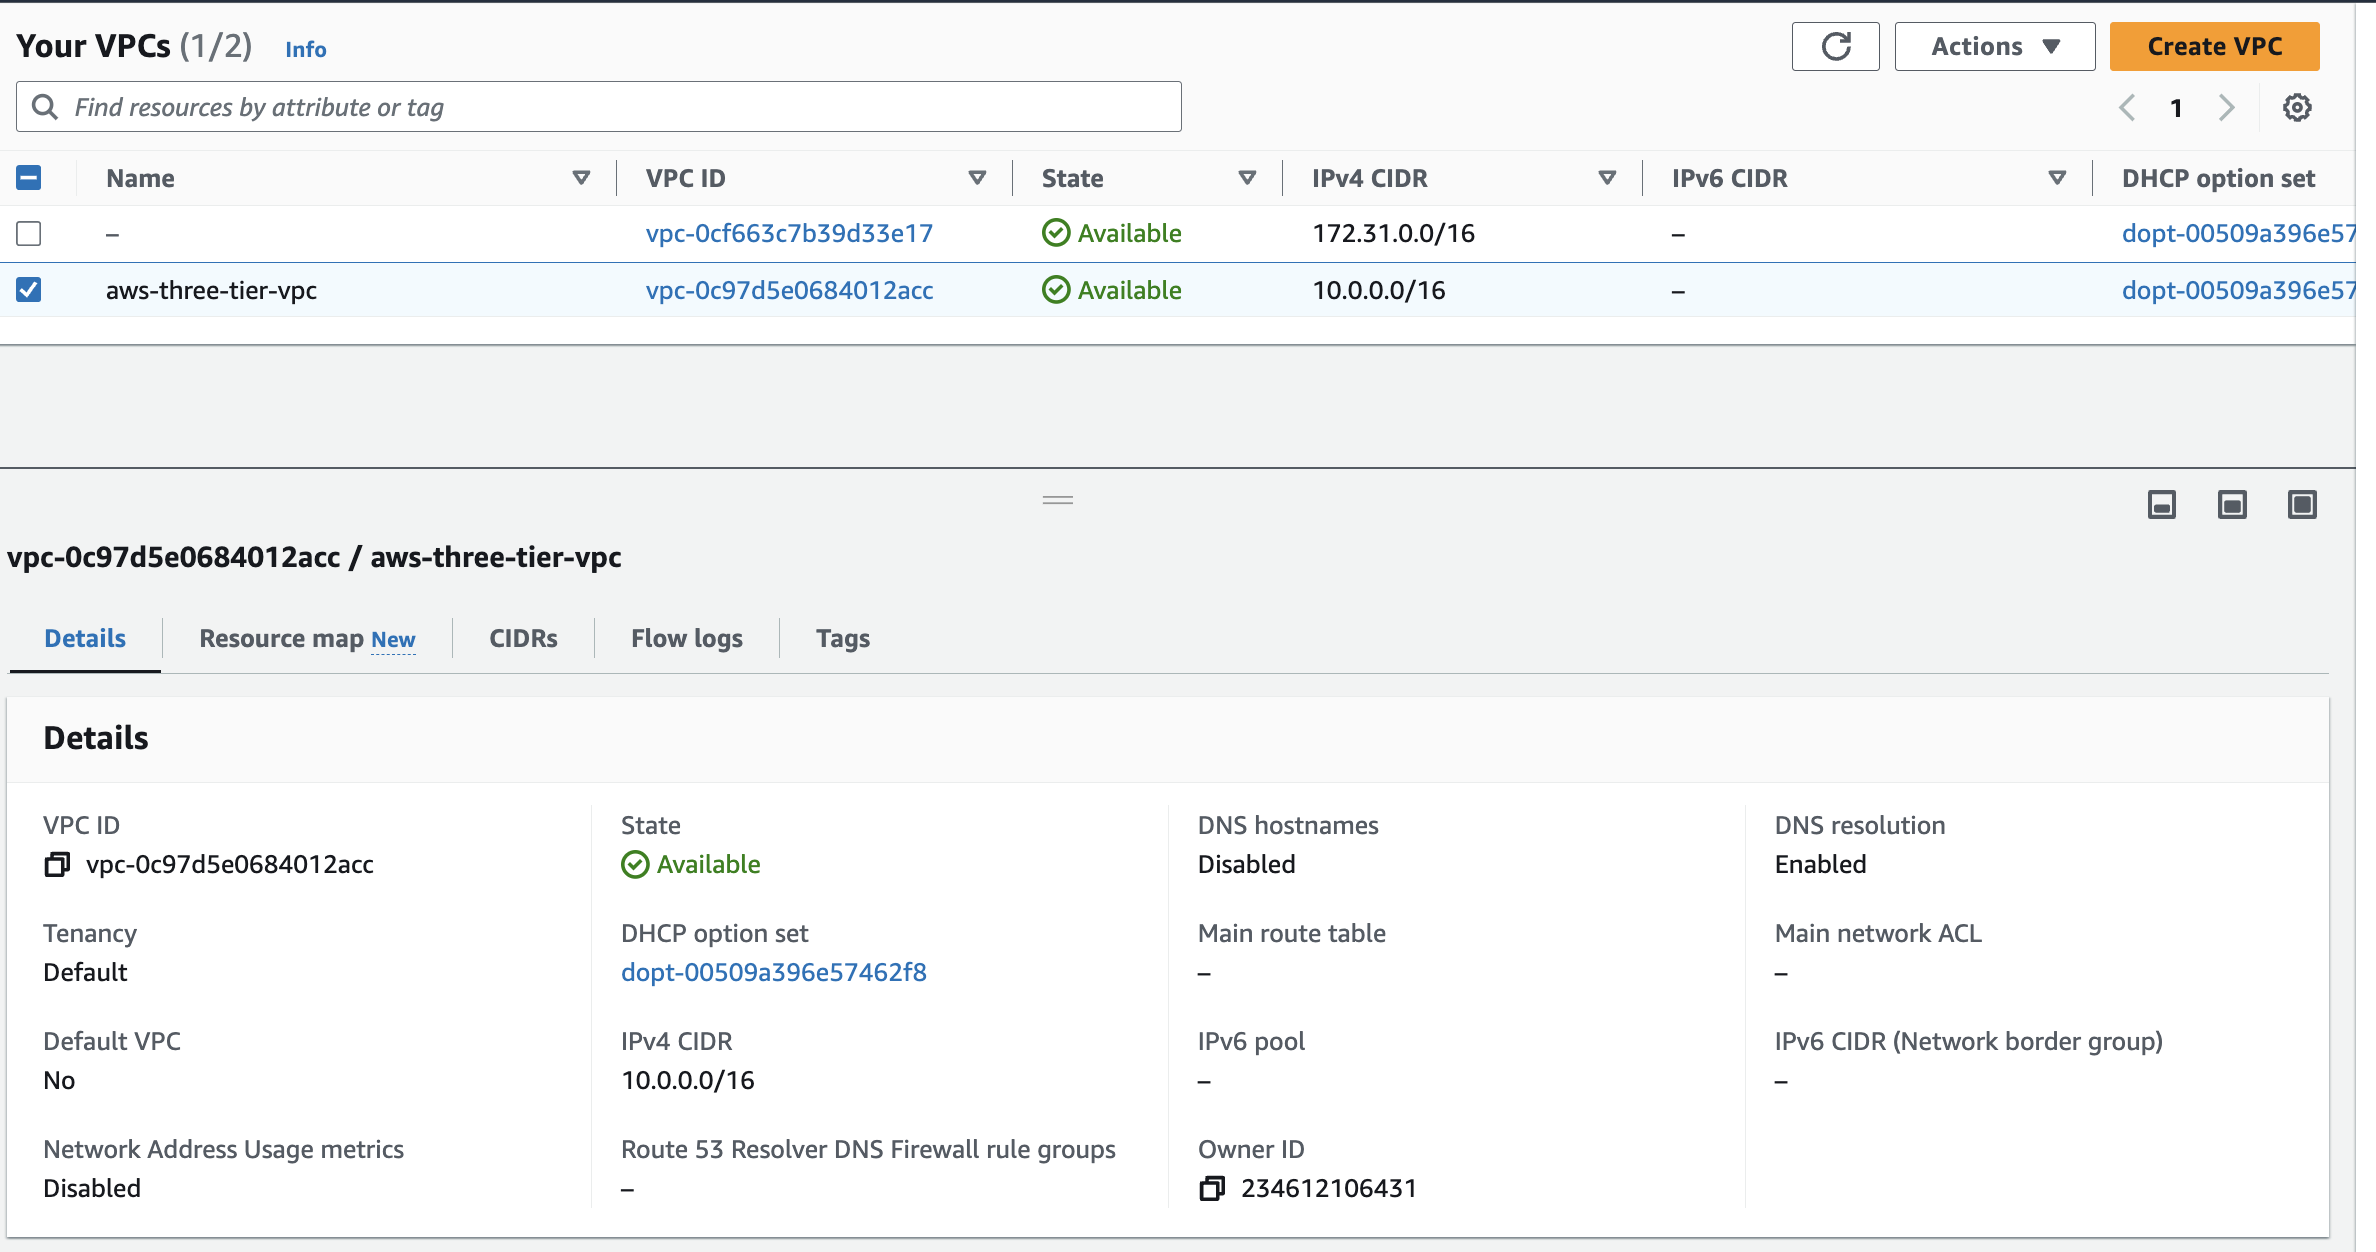 Your VPCs (1/2) Info
Actions Create VPC
Find resources by attribute or tag
1
Name VPC ID State IPv4 CIDR IPv6 CIDR DHCP option set
– vpc-0cf663c7b39d33e17 Available 172.31.0.0/16 – dopt-00509a396e57
aws-three-tier-vpc vpc-0c97d5e0684012acc Available 10.0.0.0/16 – dopt-00509a396e57
vpc-0c97d5e0684012acc / aws-three-tier-vpc
Details Resource map New CIDRs Flow logs Tags
Details
VPC ID State DNS hostnames DNS resolution
vpc-0c97d5e0684012acc Available Disabled Enabled
Tenancy DHCP option set Main route table Main network ACL
Default dopt-00509a396e57462f8 – –
Default VPC IPv4 CIDR IPv6 pool IPv6 CIDR (Network border group)
No 10.0.0.0/16 – –
Network Address Usage metrics Route 53 Resolver DNS Firewall rule groups Owner ID
Disabled – 234612106431